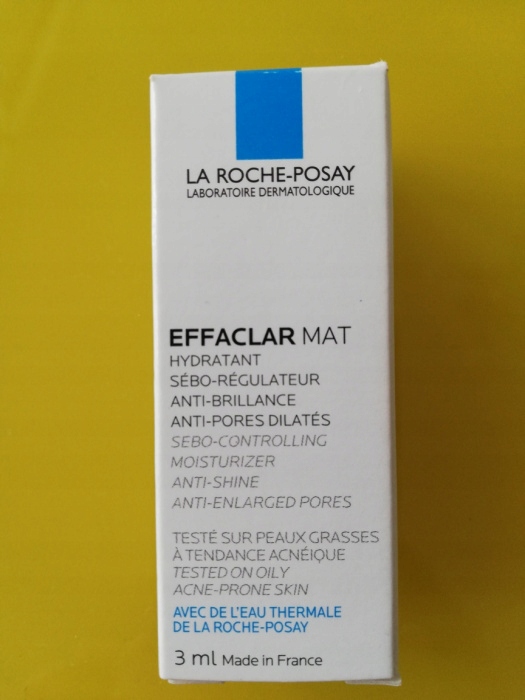 LA ROCHE-POSAY
LABORATOIRE DERMATOLOGIQUE
EFFACLAR MAT
HYDRATANT
SÉBO-RÉGULATEUR
ANTI-BRILLANCE
ANTI-PORES DILATÉS
SEBO-CONTROLLING
MOISTURIZER
ANTI-SHINE
ANTI-ENLARGED PORES
TESTÉ SUR PEAUX GRASSES
À TENDANCE ACNÉIQUE
TESTED ON OILY
ACNE-PRONE SKIN
AVEC DE L'EAU THERMALE
DE LA ROCHE-POSAY
3 ml Made in France